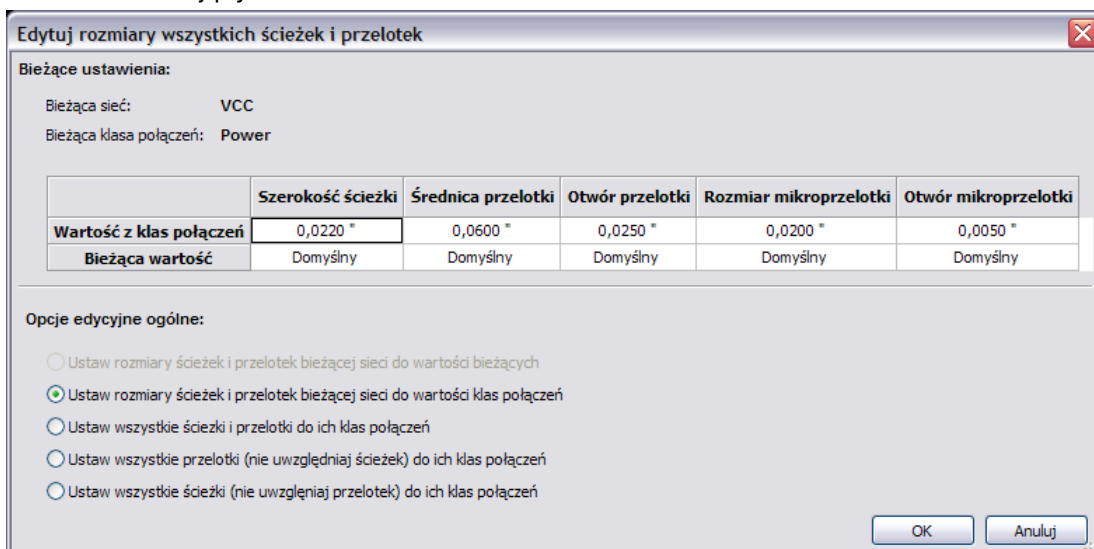 Edytuj rozmiary wszystkich ścieżek i przelotek
Bieżące ustawienia:
Bieżąca sieć: VCC
Bieżąca klasa połączeń: Power
Szerokość ścieżki Średnica przelotki Otwór przelotki Rozmiar mikroprzelotki Otwór mikroprzelotki
Wartość z klas połączeń 0,0220 " 0,0600 " 0,0250 " 0,0200 " 0,0050 "
Bieżąca wartość Domyślny Domyślny Domyślny Domyślny Domyślny
Opcje edycyjne ogólne:
Ustaw rozmiary ścieżek i przelotek bieżącej sieci do wartości bieżących
Ustaw rozmiary ścieżek i przelotek bieżącej sieci do wartości klas połączeń
Ustaw wszystkie ściezki i przelotki do ich klas połączeń
Ustaw wszystkie przelotki (nie uwzględniaj ścieżek) do ich klas połączeń
Ustaw wszystkie ścieżki (nie uwzglęniaj przelotek) do ich klas połączeń
OK Anuluj